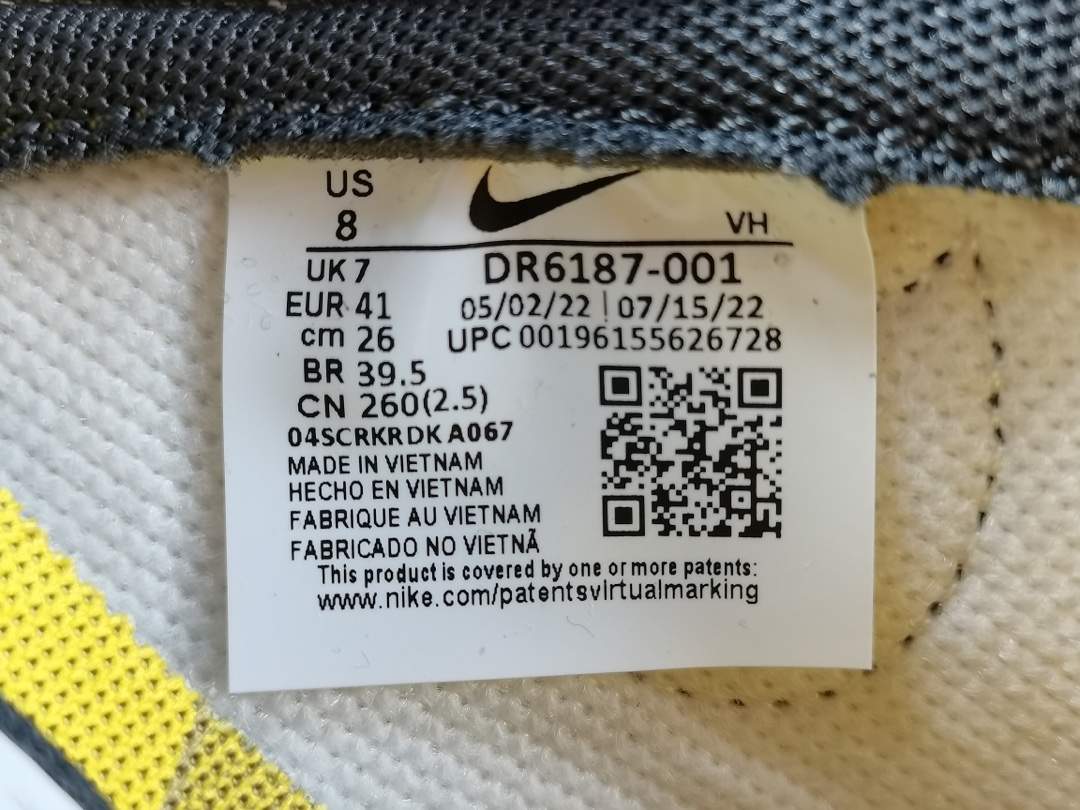 US
8
VH
UK 7
DR6187-001
EUR 41
05/02/22 | 07/15/22
cm 26
UPC 00196155626728
BR 39.5
CN 260(2.5)
04SCRKRDK A067
MADE IN VIETNAM
HECHO EN VIETNAM
FABRIQUE AU VIETNAM
FABRICADO NO VIETNÃ
This product is covered by one or more patents:
www.nike.com/patentsvirtualmarking